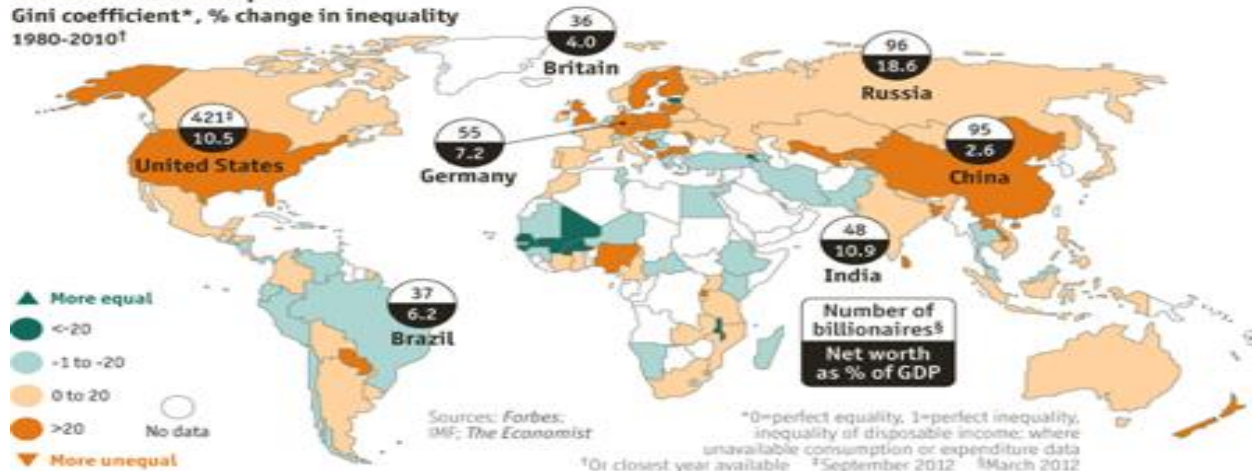 Gini coefficient*, % change in inequality
1980-2010†
36
4.0
Britain
96
18.6
Russia
421‡
10.5
United States
55
7.2
Germany
95
2.6
China
48
10.9
India
37
6.2
Brazil
More equal
<-20
-1 to -20
0 to 20
>20
More unequal
No data
Number of
billionaires§
Net worth
as % of GDP
Sources: Forbes;
IMF; The Economist
*0=perfect equality, 1=perfect inequality,
inequality of disposable income; where
unavailable consumption or expenditure data
†Or closest year available ‡September 2012 §March 2012